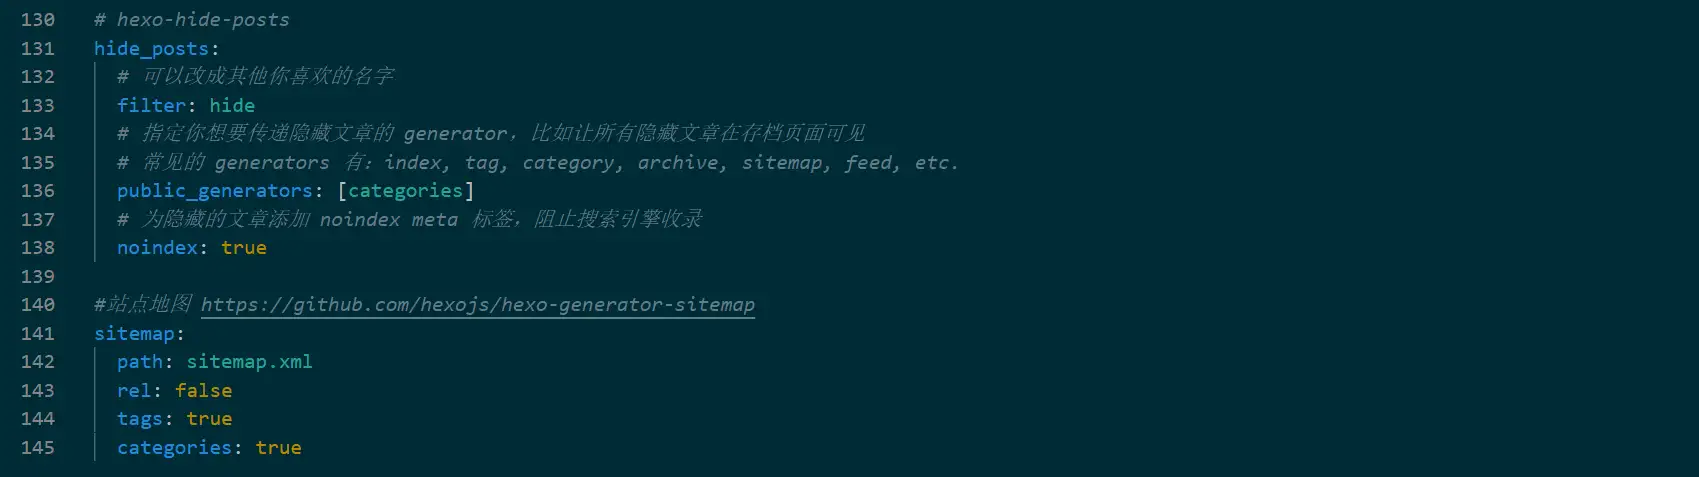 130 # hexo-hide-posts
131 hide_posts:
132 # 可以改成其他你喜欢的名字
133 filter: hide
134 # 指定你想要传递隐藏文章的 generator，比如让所有隐藏文章在存档页面可见
135 # 常见的 generators 有：index, tag, category, archive, sitemap, feed, etc.
136 public_generators: [categories]
137 # 为隐藏的文章添加 noindex meta 标签，阻止搜索引擎收录
138 noindex: true
139
140 #站点地图 https://github.com/hexojs/hexo-generator-sitemap
141 sitemap:
142 path: sitemap.xml
143 rel: false
144 tags: true
145 categories: true